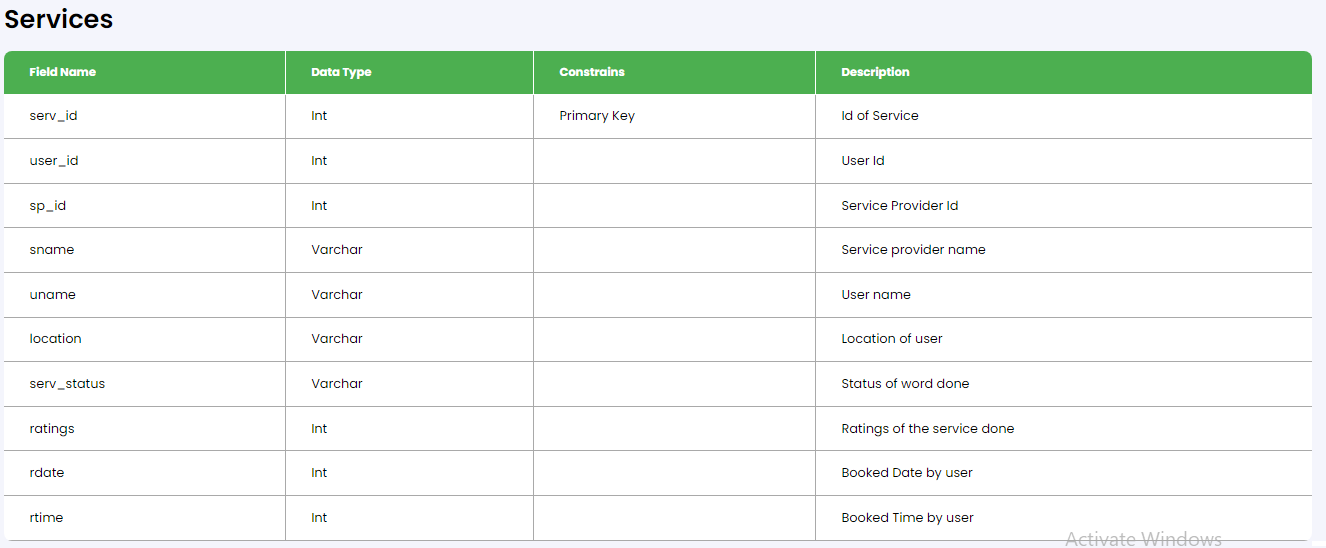 Services
Field Name Data Type Constrains Description
serv_id Int Primary Key Id of Service
user_id Int User Id
sp_id Int Service Provider Id
sname Varchar Service provider name
uname Varchar User name
location Varchar Location of user
serv_status Varchar Status of word done
ratings Int Ratings of the service done
rdate Int Booked Date by user
rtime Int Booked Time by user
Activate Windows